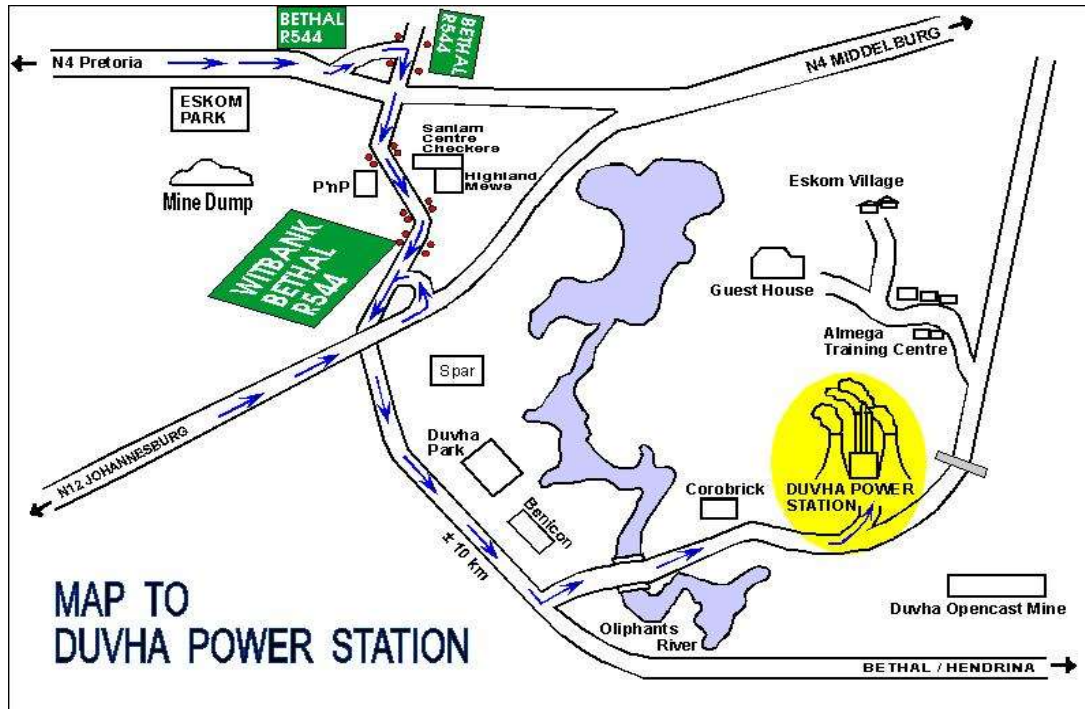 BETHAL
R544
BETHAL
R544
N4 Pretoria
N4 MIDDELBURG
ESKOM
PARK
Sanlam
Centre
Checkers
P'nP
Highland
Mews
Mine Dump
Eskom Village
WITBANK
BETHAL
R544
Guest House
Almega
Training Centre
Spar
Duvha
Park
N12 JOHANNESBURG
Corobrick
DUVHA POWER
STATION
Benicon
± 10 km
MAP TO
DUVHA POWER STATION
Duvha Opencast Mine
Oliphants
River
BETHAL / HENDRINA